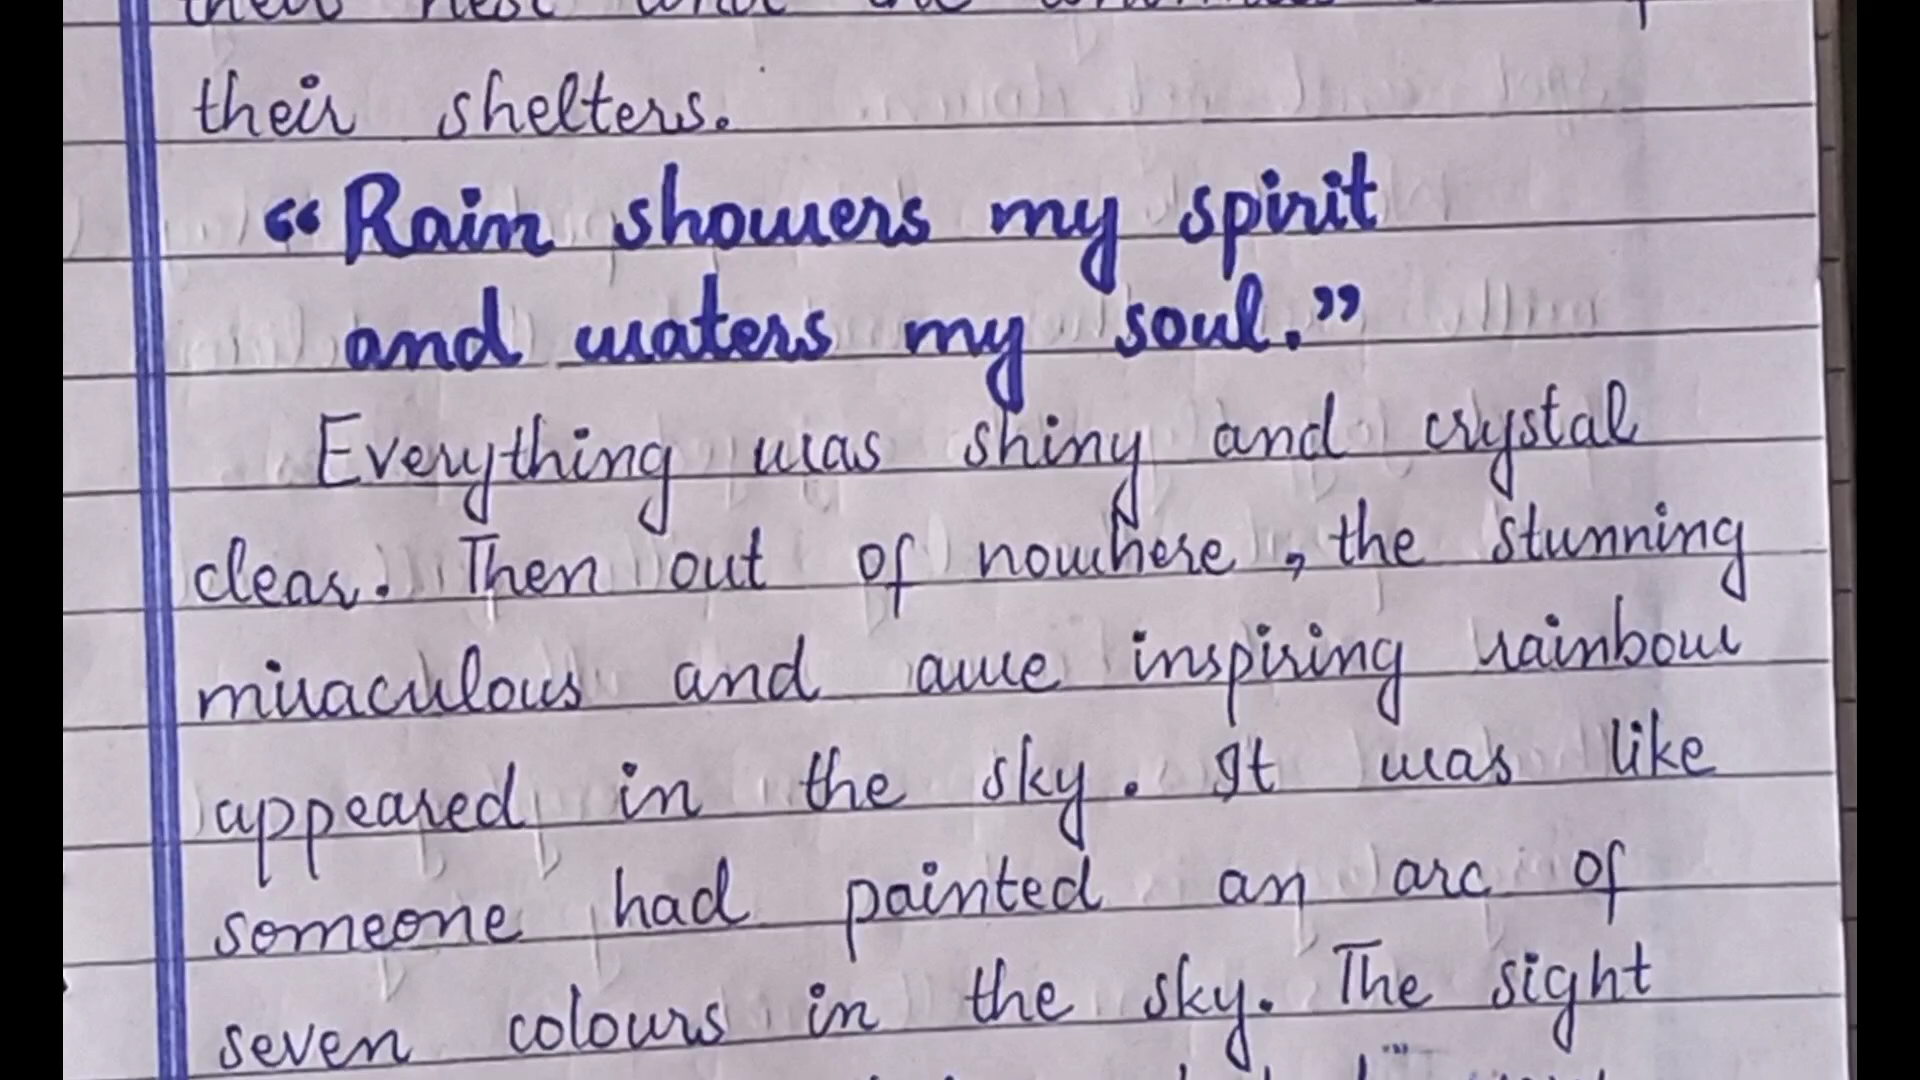 their nest
their shelters.
“Rain showers my spirit
and waters my soul.”
Everything was shiny and crystal
clear. Then out of nowhere, the stunning
miraculous and awe inspiring rainbow
appeared in the sky. It was like
someone had painted an arc of
seven colours in the sky. The sight